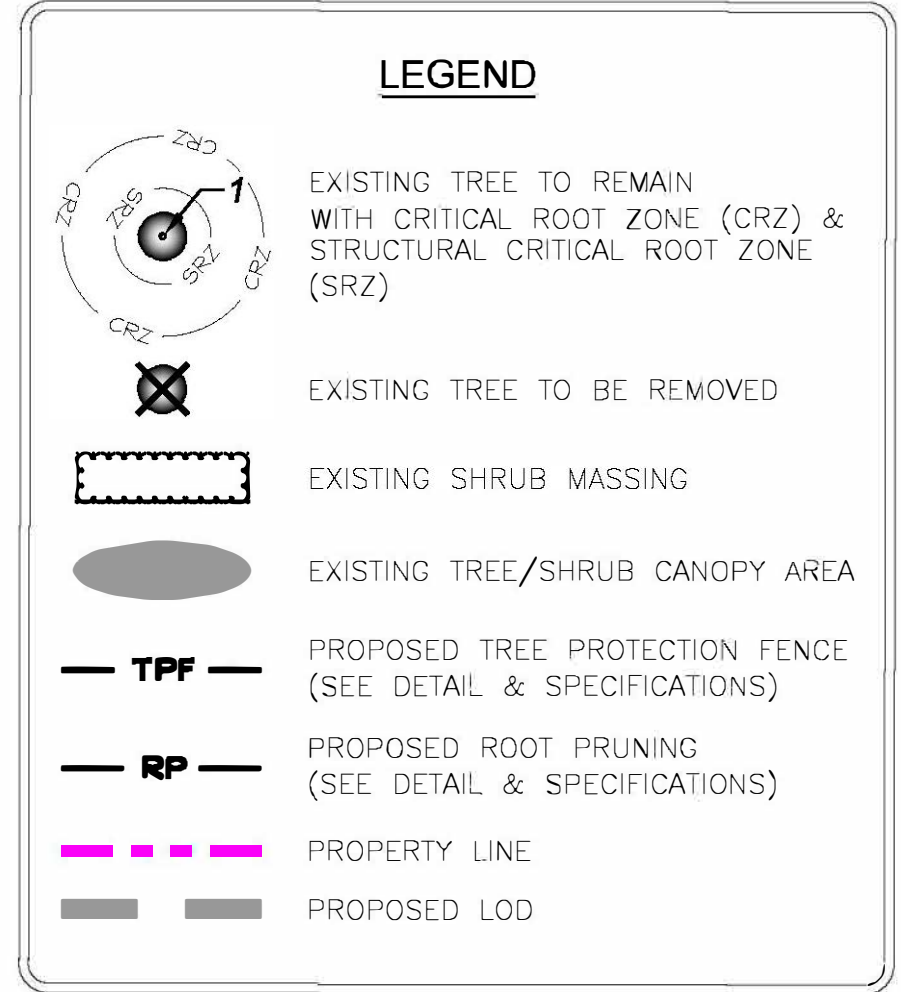 LEGEND
CRZ
CRZ
SRZ
1
SRZ
CRZ
CRZ
EXISTING TREE TO REMAIN
WITH CRITICAL ROOT ZONE (CRZ) &
STRUCTURAL CRITICAL ROOT ZONE
(SRZ)
EXISTING TREE TO BE REMOVED
EXISTING SHRUB MASSING
EXISTING TREE/SHRUB CANOPY AREA
TPF
PROPOSED TREE PROTECTION FENCE
(SEE DETAIL & SPECIFICATIONS)
RP
PROPOSED ROOT PRUNING
(SEE DETAIL & SPECIFICATIONS)
PROPERTY LINE
PROPOSED LOD